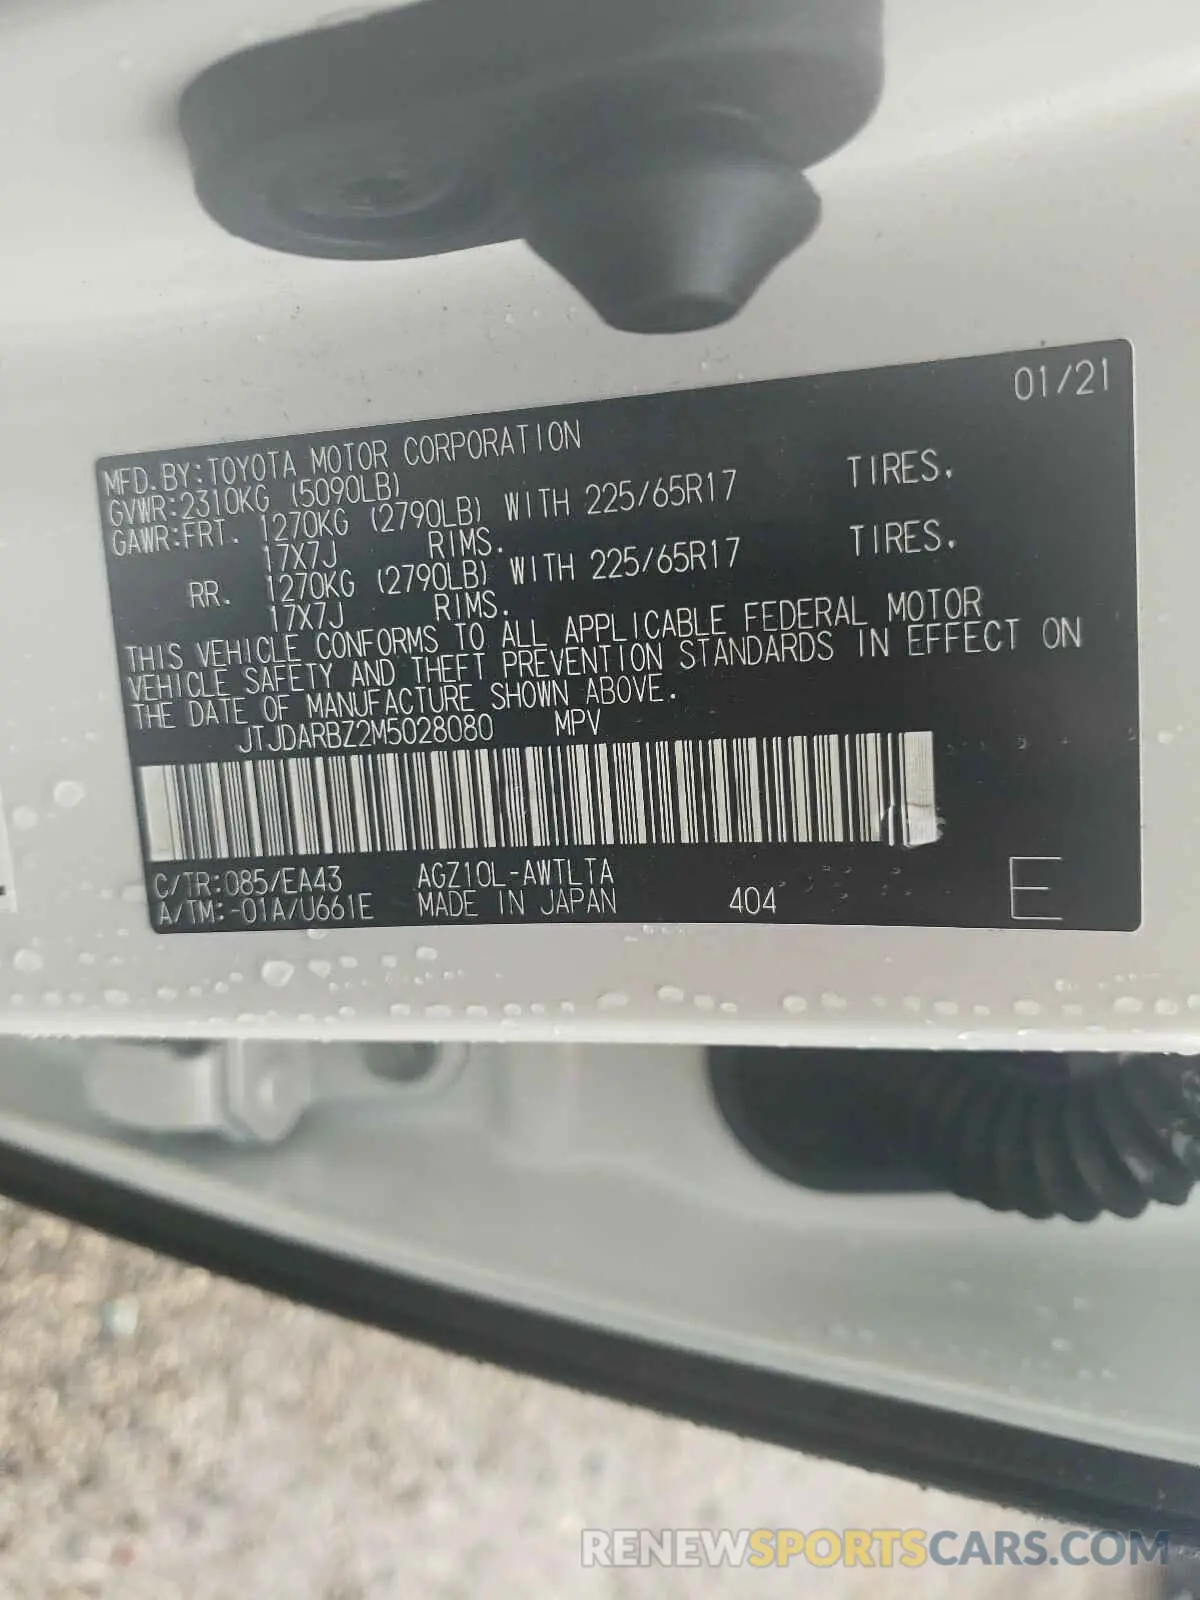 01/21
MFD.BY:TOYOTA MOTOR CORPORATION
GVWR:2310KG (5090LB)
GAWR:FRT. 1270KG (2790LB) WITH 225/65R17 TIRES.
17X7J RIMS.
RR. 1270KG (2790LB) WITH 225/65R17 TIRES.
17X7J RIMS.
THIS VEHICLE CONFORMS TO ALL APPLICABLE FEDERAL MOTOR
VEHICLE SAFETY AND THEFT PREVENTION STANDARDS IN EFFECT ON
THE DATE OF MANUFACTURE SHOWN ABOVE.
JTJDARBZ2M5028080 MPV
C/TR:085/EA43 AGZ10L-AWTLTA
A/TM:-01A/U661E MADE IN JAPAN 404 E
RENEWSPORTSCARS.COM